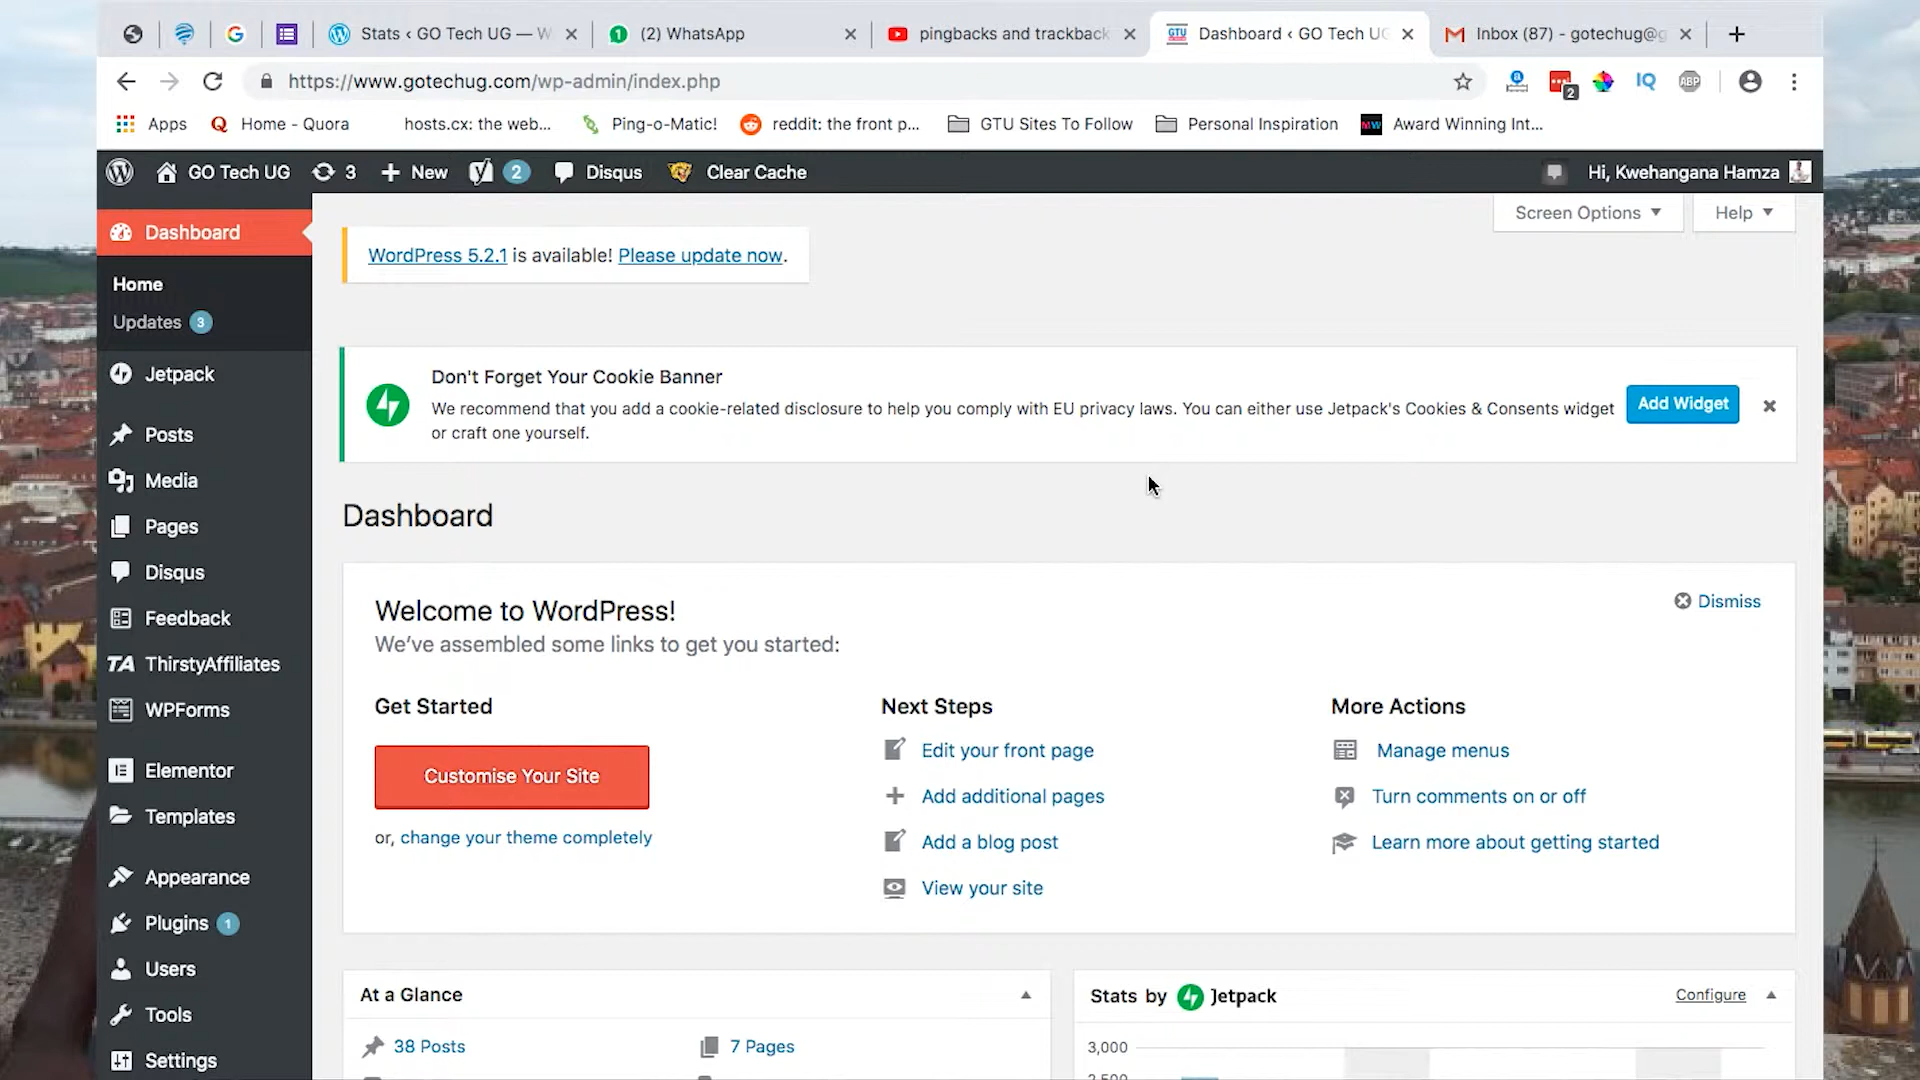 Stats ‹ GO Tech UG — W
(2) WhatsApp
pingbacks and trackback
Dashboard ‹ GO Tech UG
Inbox (87) - gotechug@g
https://www.gotechug.com/wp-admin/index.php
2
IQ
ABP
Apps
Home - Quora
hosts.cx: the web...
Ping-o-Matic!
reddit: the front p...
GTU Sites To Follow
Personal Inspiration
Award Winning Int...
GO Tech UG
3
New
2
Disqus
Clear Cache
Hi, Kwehangana Hamza
Screen Options
Help
Dashboard
Home
Updates 3
Jetpack
Posts
Media
Pages
Disqus
Feedback
TA ThirstyAffiliates
WPForms
Elementor
Templates
Appearance
Plugins 1
Users
Tools
Settings
WordPress 5.2.1 is available! Please update now.
Don't Forget Your Cookie Banner
We recommend that you add a cookie-related disclosure to help you comply with EU privacy laws. You can either use Jetpack's Cookies & Consents widget
or craft one yourself.
Add Widget
Dashboard
Welcome to WordPress!
We've assembled some links to get you started:
Dismiss
Get Started
Customise Your Site
or, change your theme completely
Next Steps
Edit your front page
Add additional pages
Add a blog post
View your site
More Actions
Manage menus
Turn comments on or off
Learn more about getting started
At a Glance
38 Posts
7 Pages
Stats by Jetpack
Configure
3,000